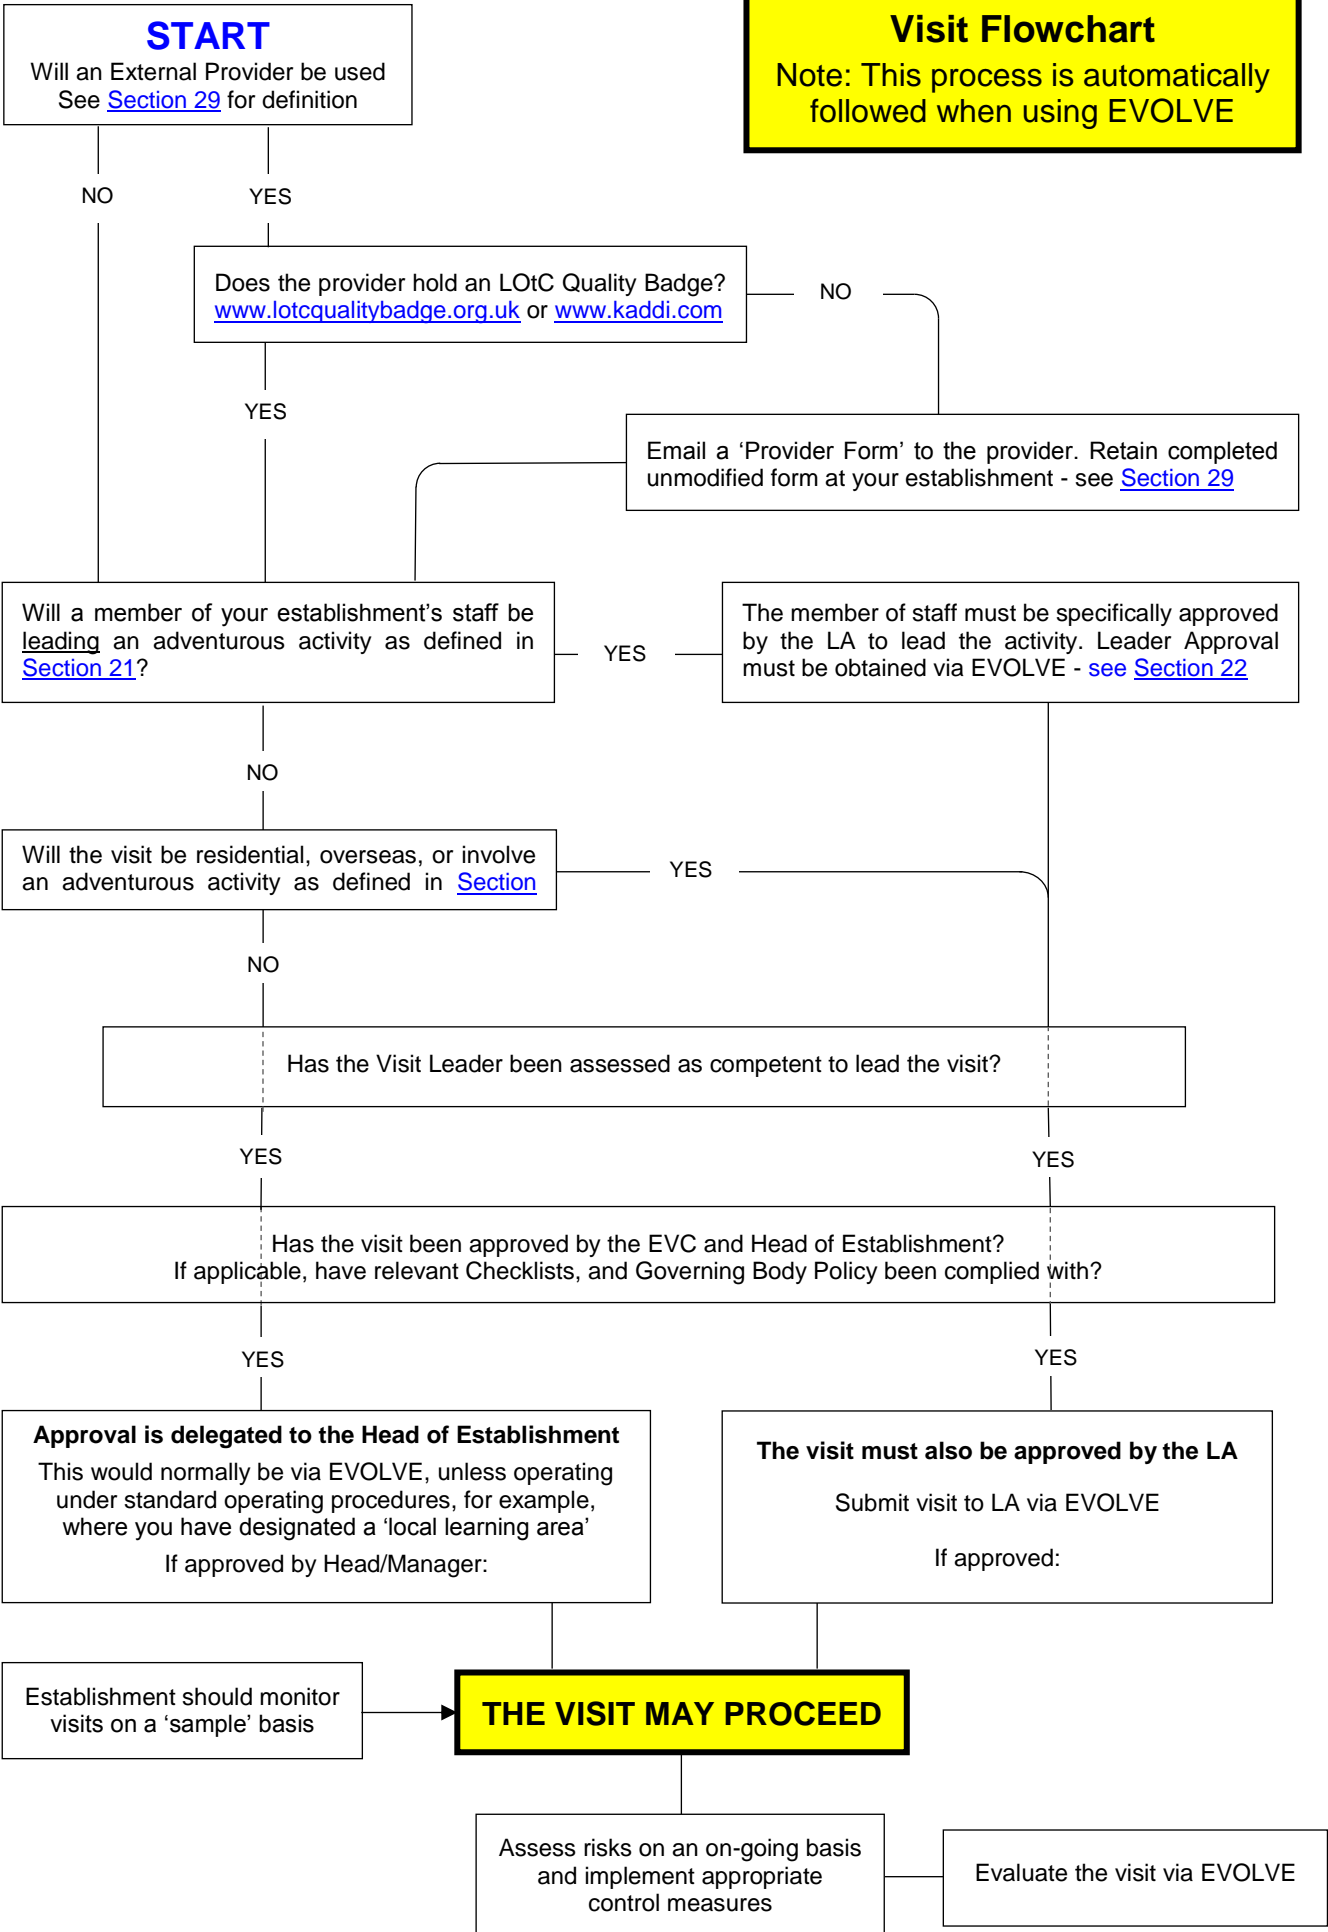 START
Will an External Provider be used
See Section 29 for definition
Visit Flowchart
Note: This process is automatically
followed when using EVOLVE
NO
YES
Does the provider hold an LOtC Quality Badge?
www.lotcqualitybadge.org.uk or www.kaddi.com
NO
YES
Email a ‘Provider Form’ to the provider. Retain completed
unmodified form at your establishment - see Section 29
Will a member of your establishment’s staff be
leading an adventurous activity as defined in
Section 21?
YES
The member of staff must be specifically approved
by the LA to lead the activity. Leader Approval
must be obtained via EVOLVE - see Section 22
NO
Will the visit be residential, overseas, or involve
an adventurous activity as defined in Section
YES
NO
Has the Visit Leader been assessed as competent to lead the visit?
YES
YES
Has the visit been approved by the EVC and Head of Establishment?
If applicable, have relevant Checklists, and Governing Body Policy been complied with?
YES
YES
Approval is delegated to the Head of Establishment
This would normally be via EVOLVE, unless operating
under standard operating procedures, for example,
where you have designated a ‘local learning area’
If approved by Head/Manager:
The visit must also be approved by the LA
Submit visit to LA via EVOLVE
If approved:
Establishment should monitor
visits on a ‘sample’ basis
THE VISIT MAY PROCEED
Assess risks on an on-going basis
and implement appropriate
control measures
Evaluate the visit via EVOLVE